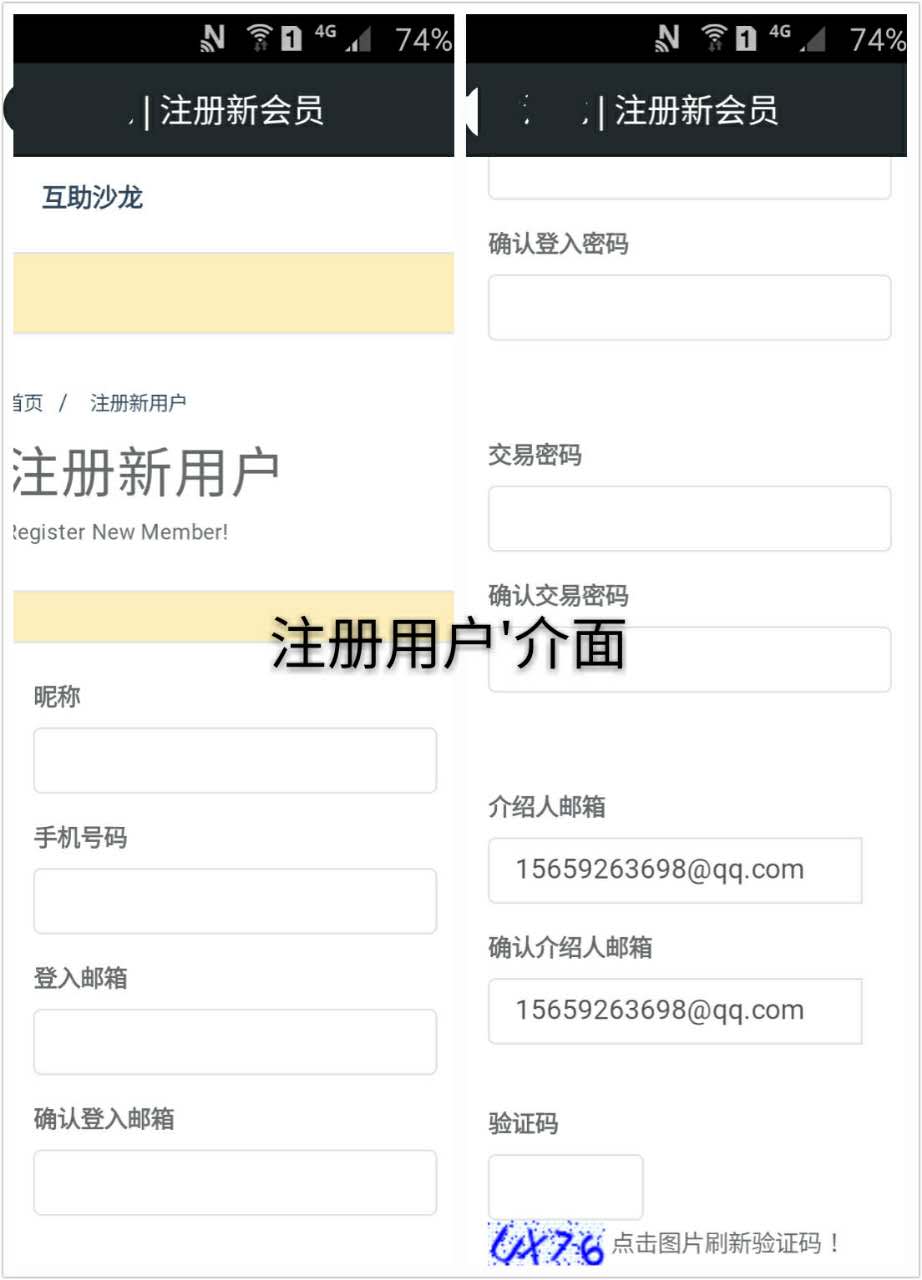 4G 74%
| 注册新会员
互助沙龙
首页 / 注册新用户
注册新用户
Register New Member!
注册用户'介面
昵称
手机号码
登入邮箱
确认登入邮箱
4G 74%
| 注册新会员
确认登入密码
交易密码
确认交易密码
介绍人邮箱
15659263698@qq.com
确认介绍人邮箱
15659263698@qq.com
验证码
UX76 点击图片刷新验证码！